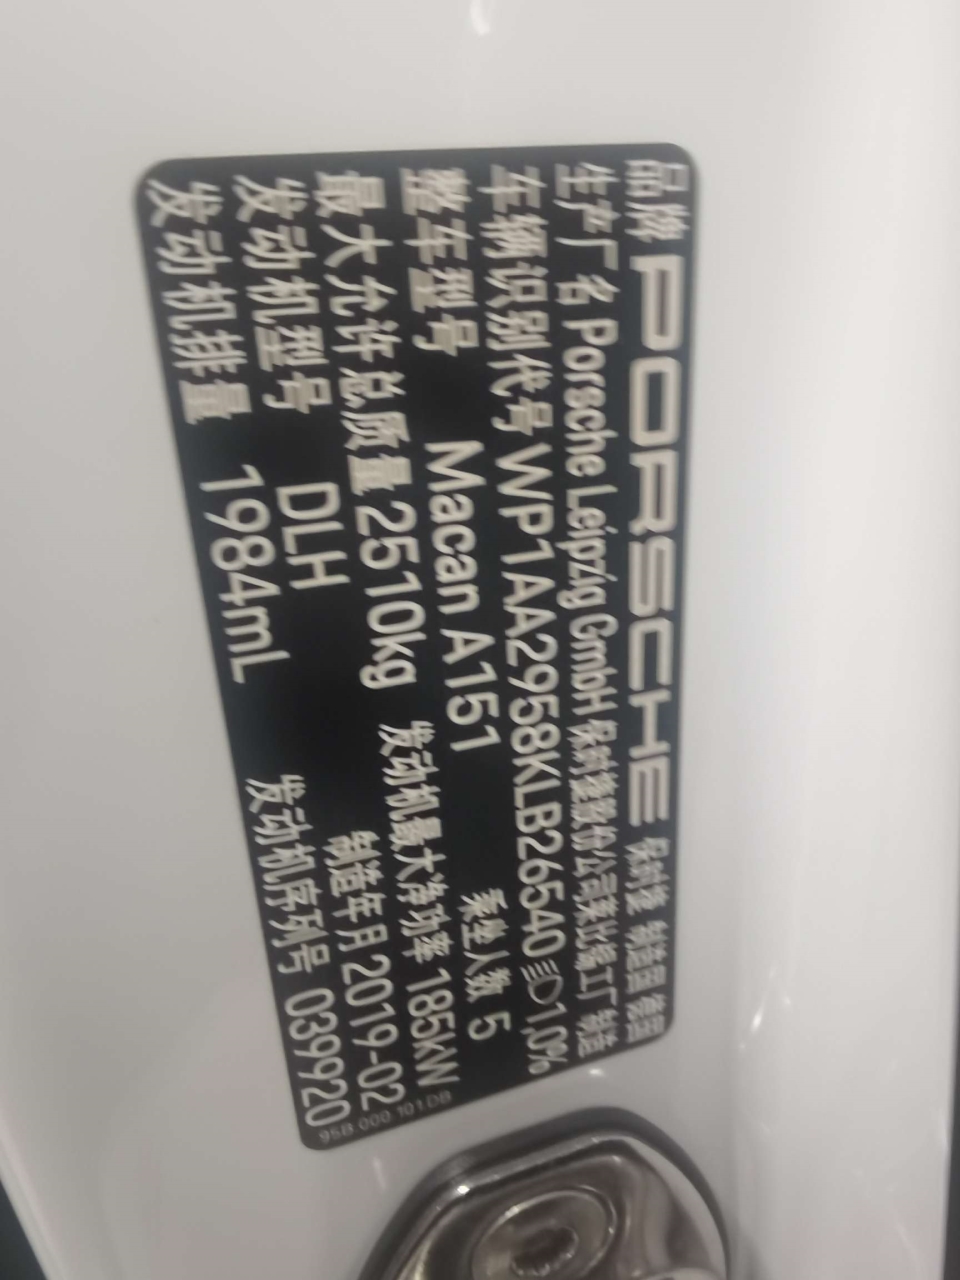 品牌 PORSCHE 保时捷 制造国 德国
生产厂名 Porsche Leipzig GmbH 保时捷股份公司莱比锡工厂 制造
车辆识别代号 WP1AA2958KLB26540 1,0%
整车型号 Macan A151 乘坐人数 5
最大允许总质量 2510kg 发动机最大净功率 185KW
发动机型号 DLH 制造年月 2019-02
发动机排量 1984mL 发动机序列号 039920
95B 000 101 DB